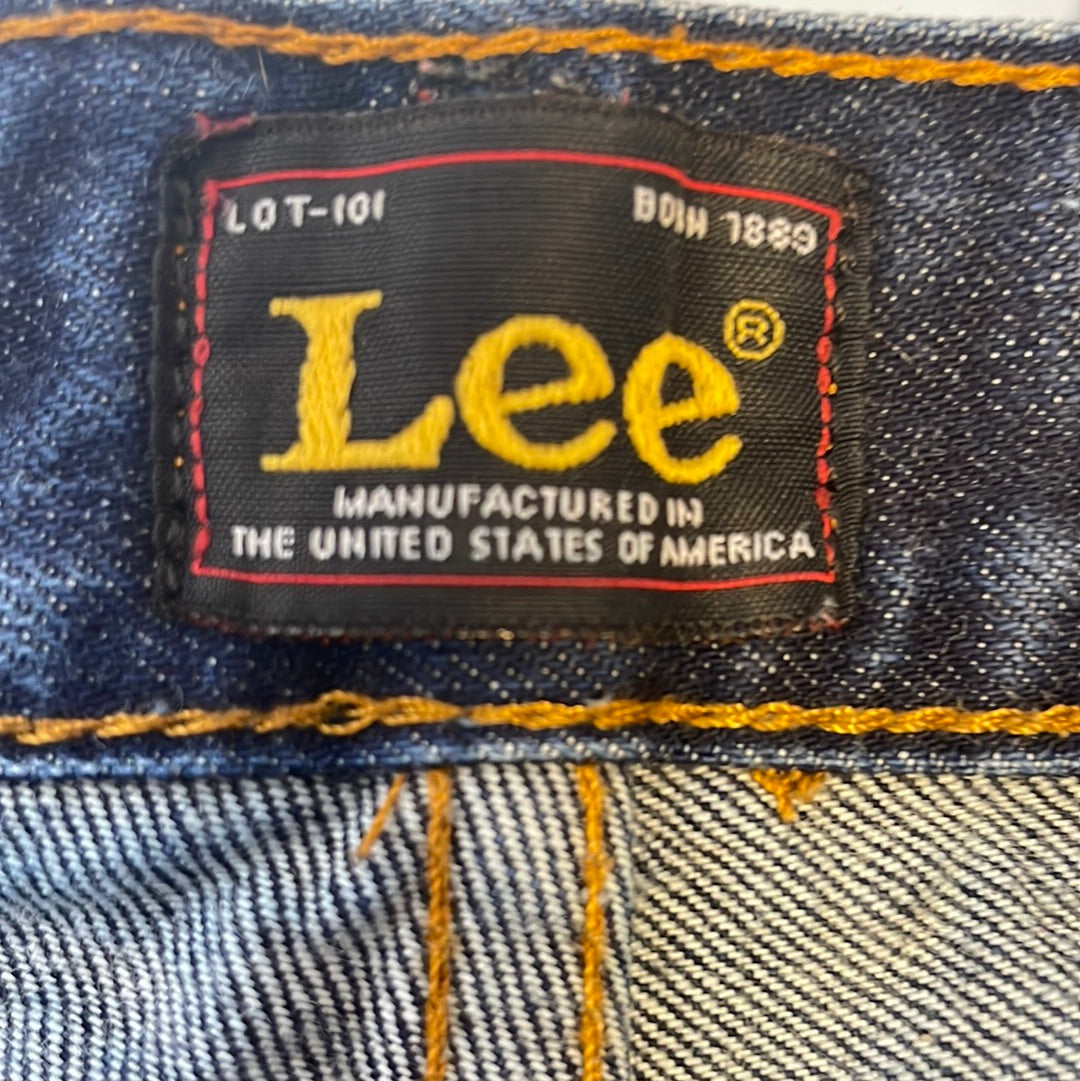 LOT-101 BORN 1889
Lee®
MANUFACTURED IN
THE UNITED STATES OF AMERICA